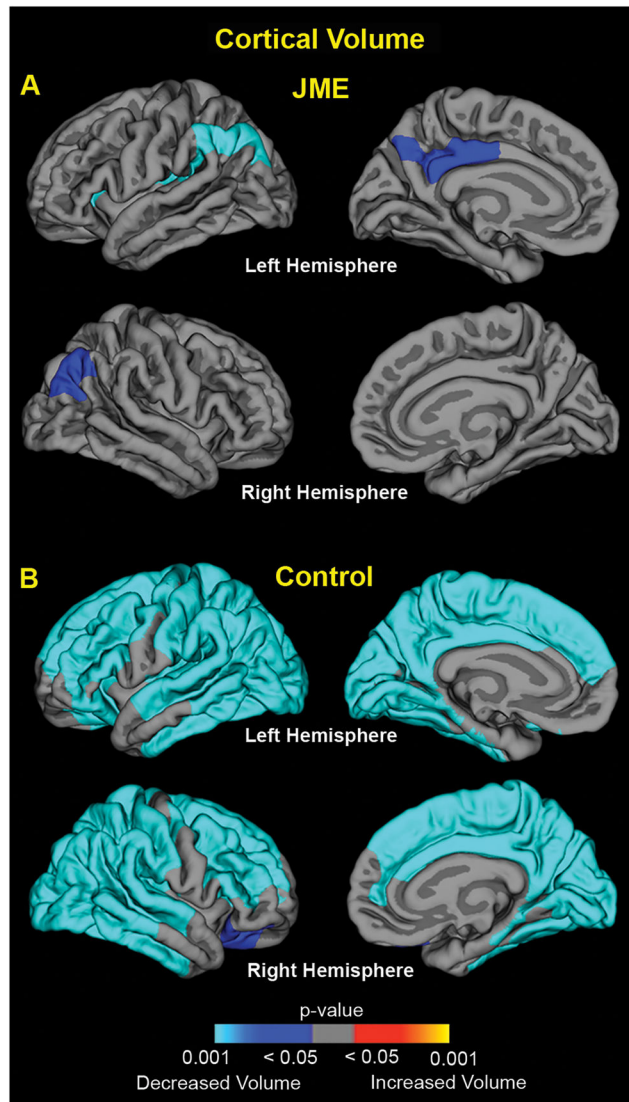 Cortical Volume
A
JME
Left Hemisphere
Right Hemisphere
B
Control
Left Hemisphere
Right Hemisphere
p-value
0.001 < 0.05 < 0.05 0.001
Decreased Volume Increased Volume